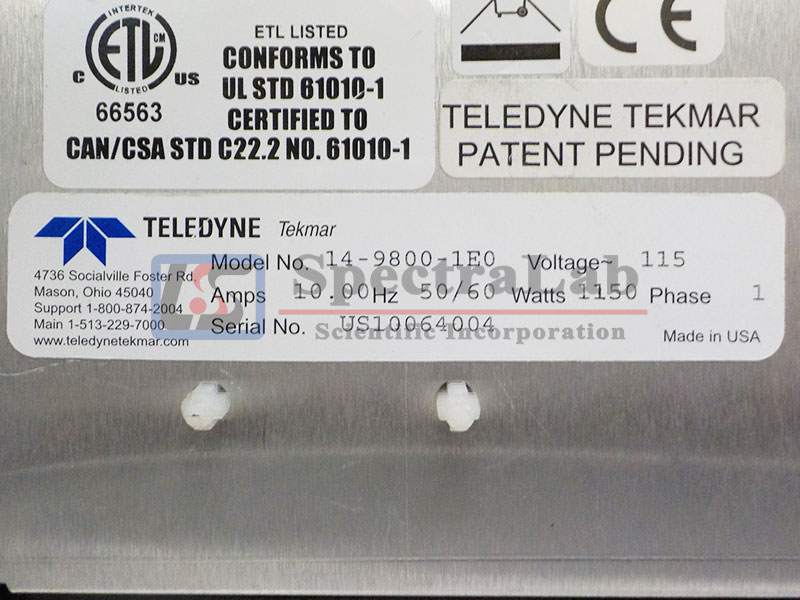 INTERTEK
ETL CM
LISTED
C US
66563
ETL LISTED
CONFORMS TO
UL STD 61010-1
CERTIFIED TO
CAN/CSA STD C22.2 NO. 61010-1
CE
TELEDYNE TEKMAR
PATENT PENDING
TELEDYNE Tekmar
4736 Socialville Foster Rd.
Mason, Ohio 45040
Support 1-800-874-2004
Main 1-513-229-7000
www.teledynetekmar.com
Model No. 14-9800-1E0 Voltage~ 115
Amps 10.00 Hz 50/60 Watts 1150 Phase 1
Serial No. US10064004
Made in USA
SpectraLab
Scientific Incorporation